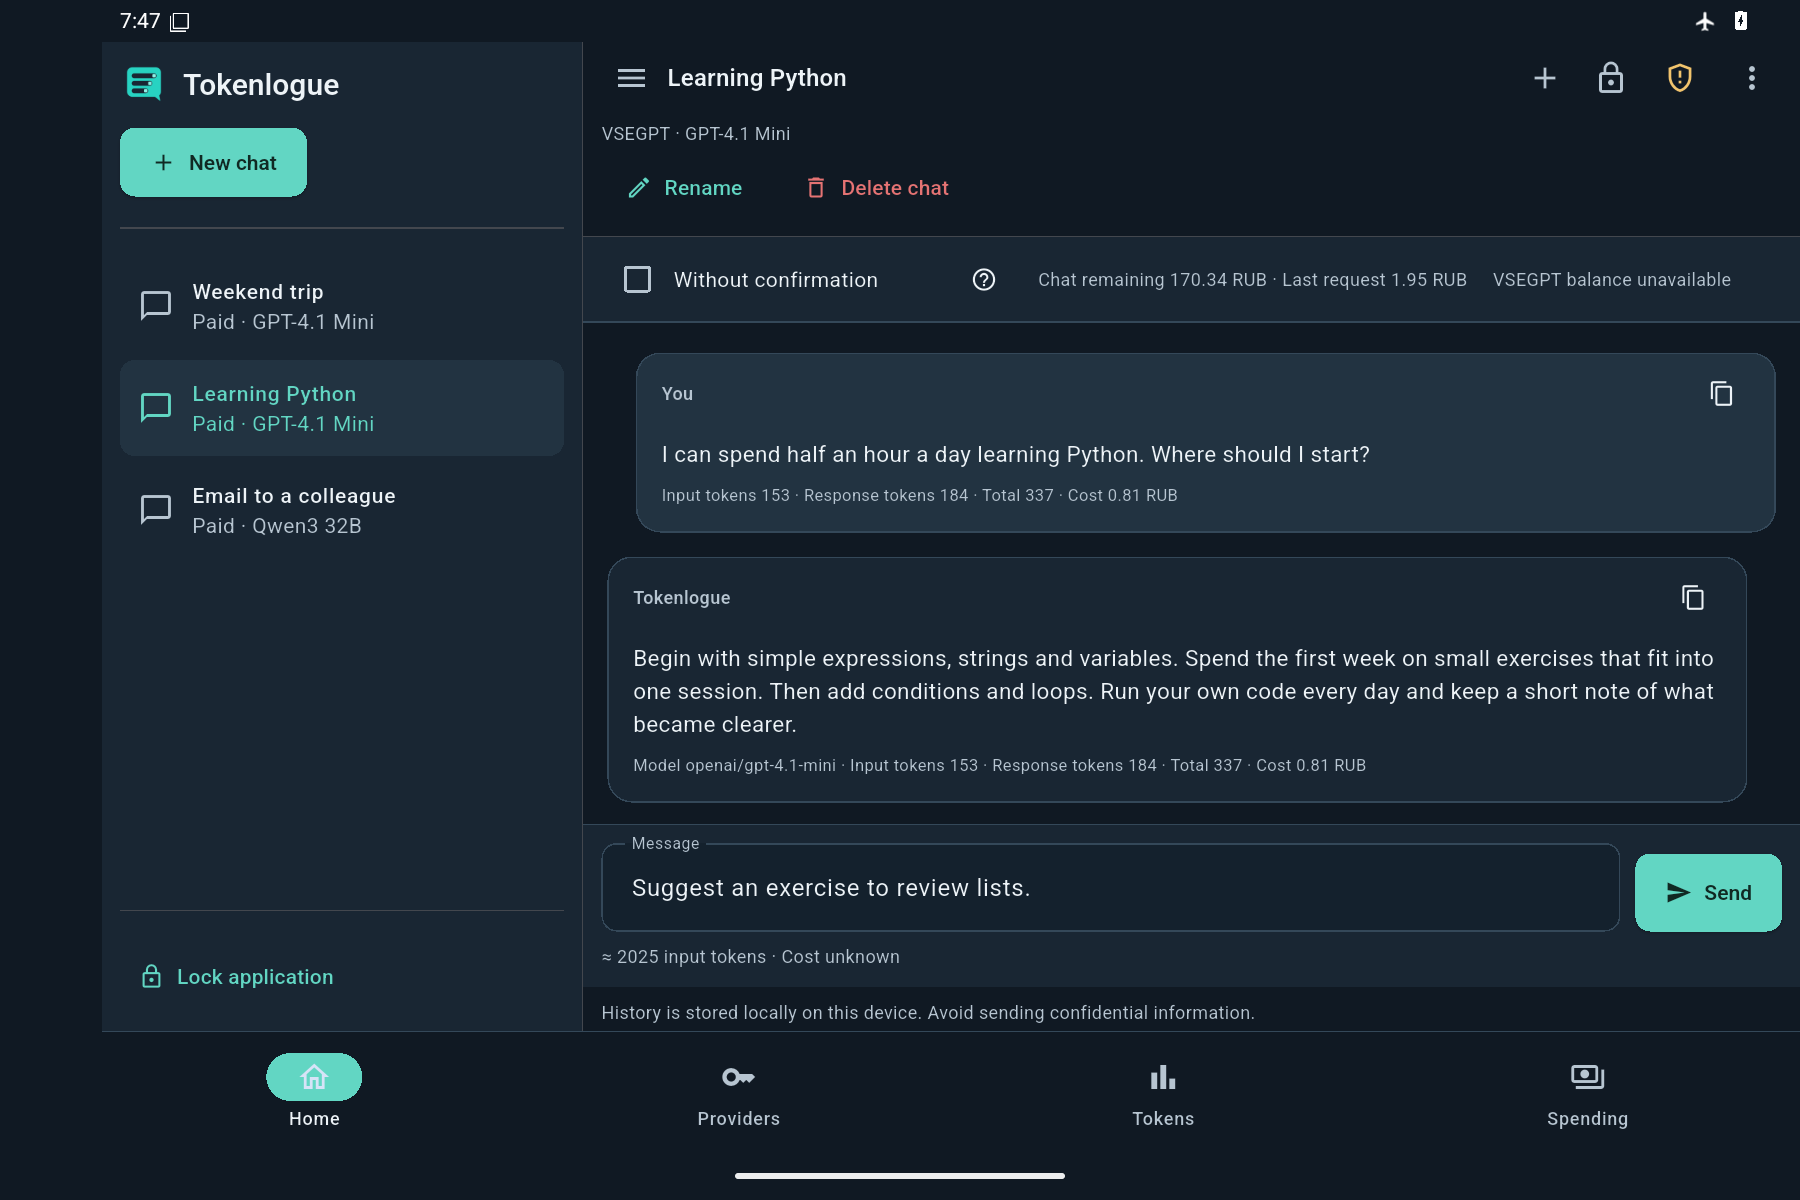 7:47
Tokenlogue
New chat
Weekend trip
Paid · GPT-4.1 Mini
Learning Python
Paid · GPT-4.1 Mini
Email to a colleague
Paid · Qwen3 32B
Lock application
Learning Python
VSEGPT · GPT-4.1 Mini
Rename
Delete chat
Without confirmation
Chat remaining 170.34 RUB · Last request 1.95 RUB
VSEGPT balance unavailable
You
I can spend half an hour a day learning Python. Where should I start?
Input tokens 153 · Response tokens 184 · Total 337 · Cost 0.81 RUB
Tokenlogue
Begin with simple expressions, strings and variables. Spend the first week on small exercises that fit into
one session. Then add conditions and loops. Run your own code every day and keep a short note of what
became clearer.
Model openai/gpt-4.1-mini · Input tokens 153 · Response tokens 184 · Total 337 · Cost 0.81 RUB
Message
Suggest an exercise to review lists.
Send
≈ 2025 input tokens · Cost unknown
History is stored locally on this device. Avoid sending confidential information.
Home
Providers
Tokens
Spending